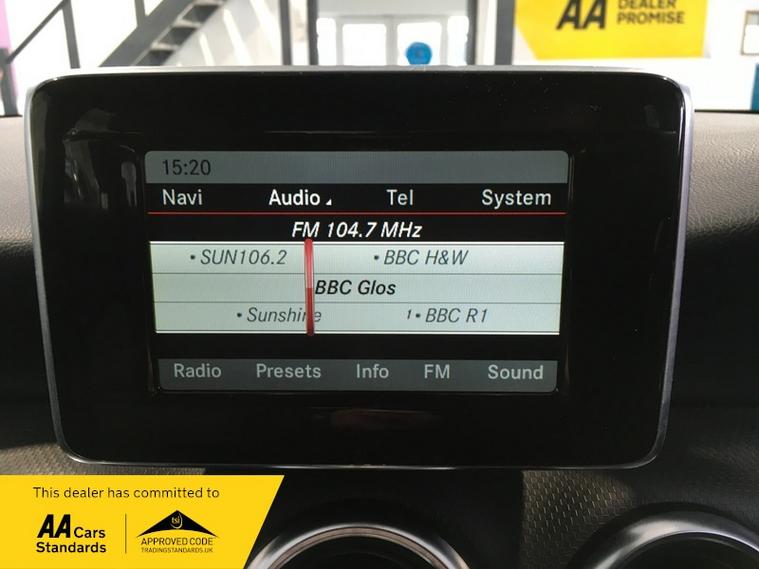 AA DEALER
PROMISE
15:20
Navi Audio Tel System
FM 104.7 MHz
• SUN106.2 • BBC H&W
BBC Glos
• Sunshine 1• BBC R1
Radio Presets Info FM Sound
This dealer has committed to
AA Cars
Standards
tsi
APPROVED CODE
TRADINGSTANDARDS.UK